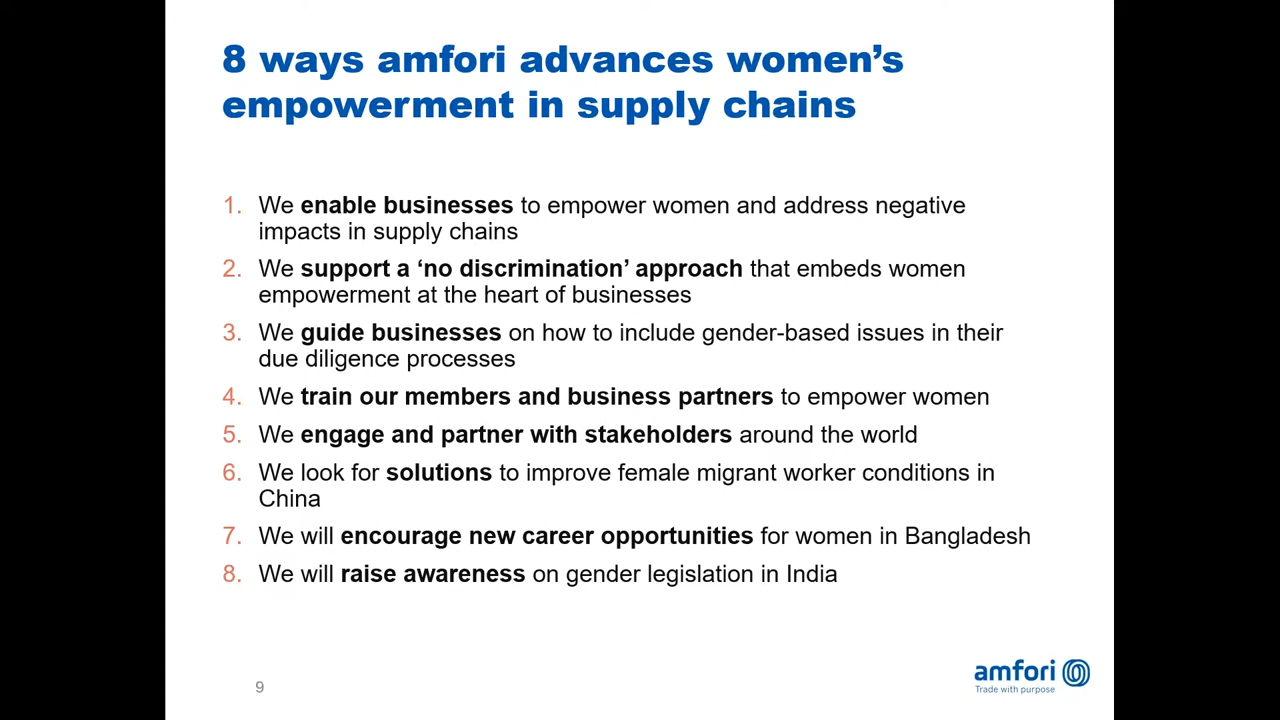 8 ways amfori advances women’s
empowerment in supply chains
1. We enable businesses to empower women and address negative
impacts in supply chains
2. We support a ‘no discrimination’ approach that embeds women
empowerment at the heart of businesses
3. We guide businesses on how to include gender-based issues in their
due diligence processes
4. We train our members and business partners to empower women
5. We engage and partner with stakeholders around the world
6. We look for solutions to improve female migrant worker conditions in
China
7. We will encourage new career opportunities for women in Bangladesh
8. We will raise awareness on gender legislation in India
9
amfori
Trade with purpose